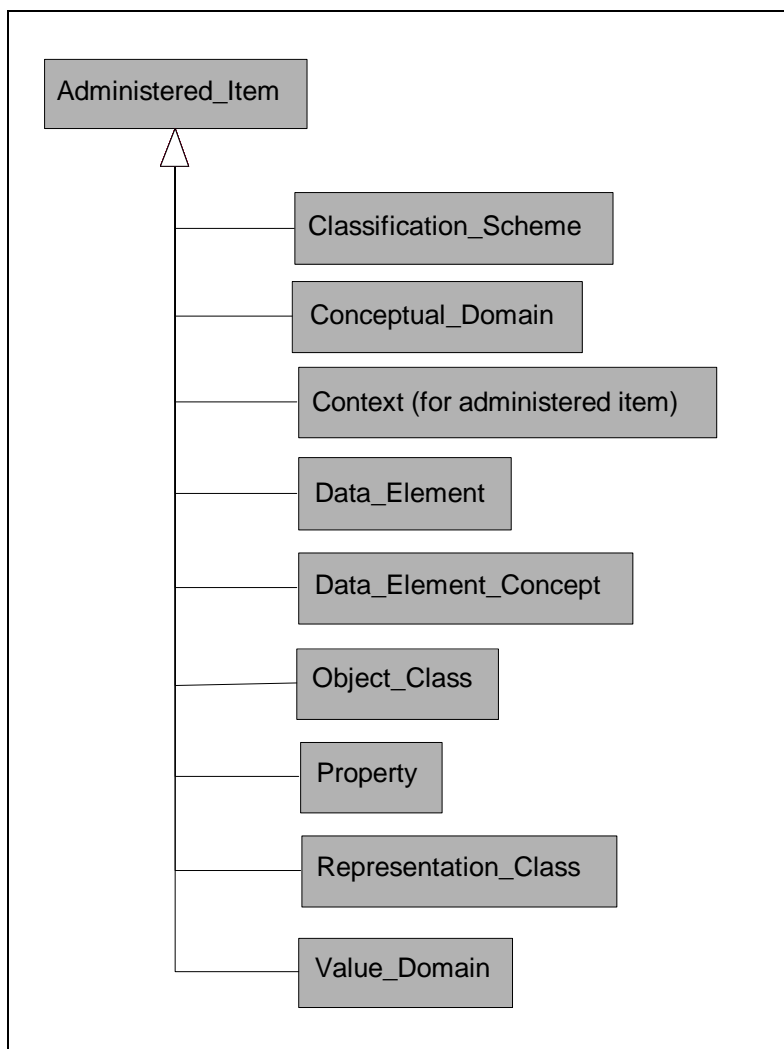 Administered_Item
Classification_Scheme
Conceptual_Domain
Context (for administered item)
Data_Element
Data_Element_Concept
Object_Class
Property
Representation_Class
Value_Domain